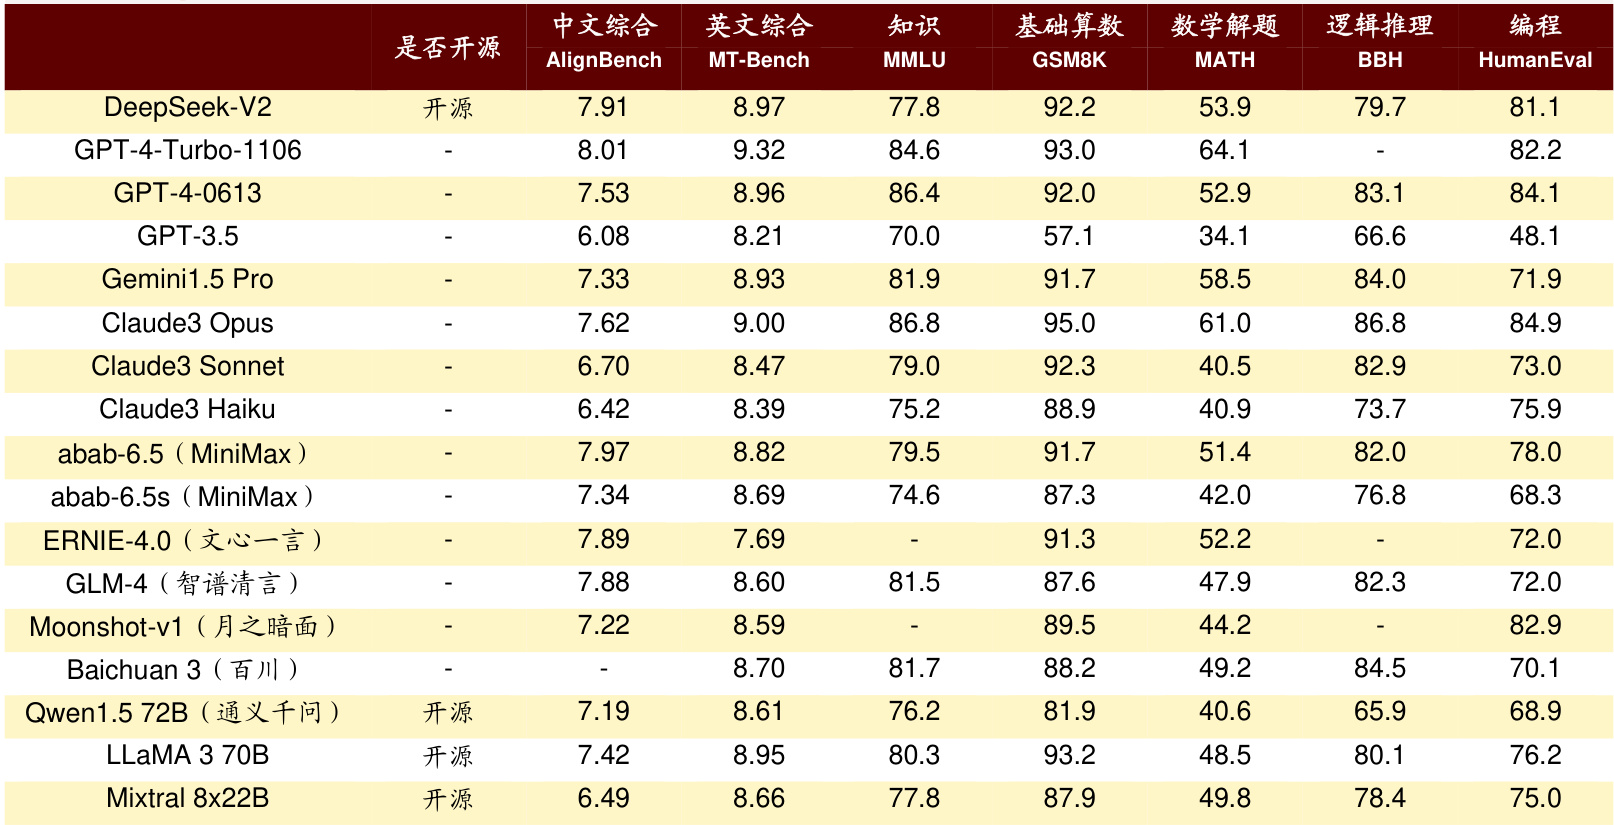 是否开源 中文综合 AlignBench 英文综合 MT-Bench 知识 MMLU 基础算数 GSM8K 数学解题 MATH 逻辑推理 BBH 编程 HumanEval
DeepSeek-V2 开源 7.91 8.97 77.8 92.2 53.9 79.7 81.1
GPT-4-Turbo-1106 - 8.01 9.32 84.6 93.0 64.1 - 82.2
GPT-4-0613 - 7.53 8.96 86.4 92.0 52.9 83.1 84.1
GPT-3.5 - 6.08 8.21 70.0 57.1 34.1 66.6 48.1
Gemini1.5 Pro - 7.33 8.93 81.9 91.7 58.5 84.0 71.9
Claude3 Opus - 7.62 9.00 86.8 95.0 61.0 86.8 84.9
Claude3 Sonnet - 6.70 8.47 79.0 92.3 40.5 82.9 73.0
Claude3 Haiku - 6.42 8.39 75.2 88.9 40.9 73.7 75.9
abab-6.5（MiniMax） - 7.97 8.82 79.5 91.7 51.4 82.0 78.0
abab-6.5s（MiniMax） - 7.34 8.69 74.6 87.3 42.0 76.8 68.3
ERNIE-4.0（文心一言） - 7.89 7.69 - 91.3 52.2 - 72.0
GLM-4（智谱清言） - 7.88 8.60 81.5 87.6 47.9 82.3 72.0
Moonshot-v1（月之暗面） - 7.22 8.59 - 89.5 44.2 - 82.9
Baichuan 3（百川） - - 8.70 81.7 88.2 49.2 84.5 70.1
Qwen1.5 72B（通义千问） 开源 7.19 8.61 76.2 81.9 40.6 65.9 68.9
LLaMA 3 70B 开源 7.42 8.95 80.3 93.2 48.5 80.1 76.2
Mixtral 8x22B 开源 6.49 8.66 77.8 87.9 49.8 78.4 75.0